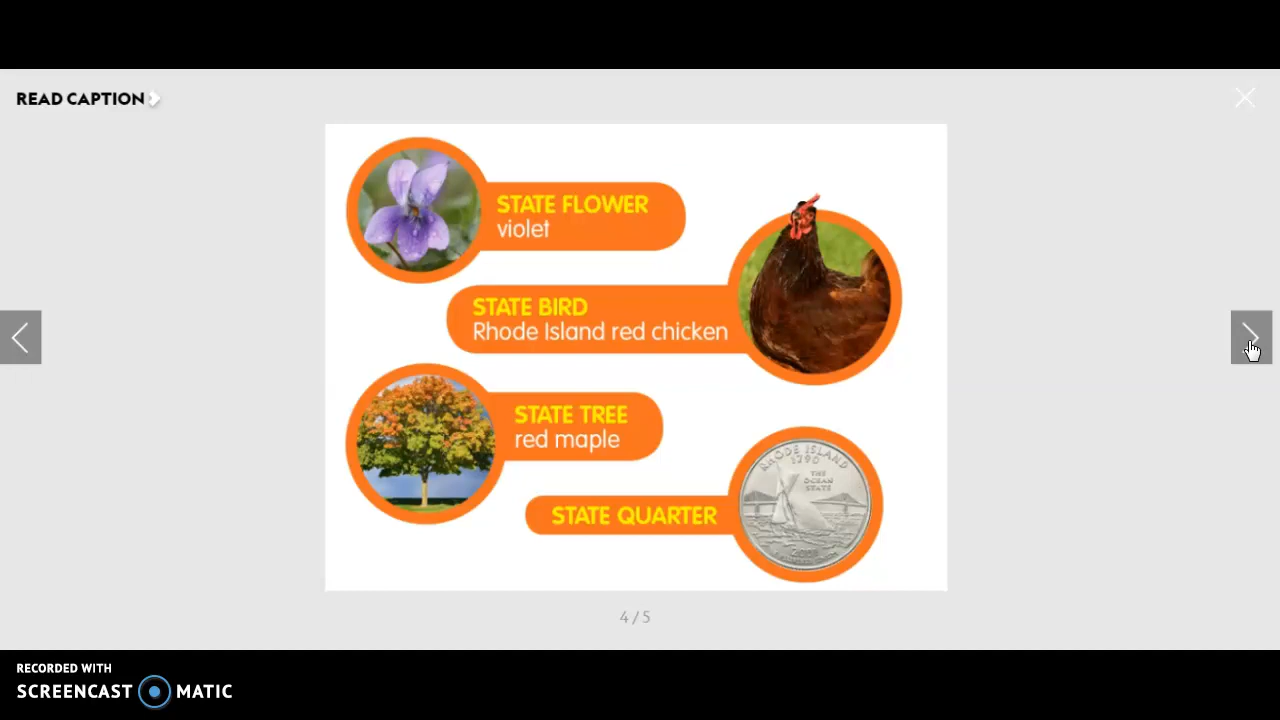 READ CAPTION
STATE FLOWER
violet
STATE BIRD
Rhode Island red chicken
STATE TREE
red maple
RHODE ISLAND
1790
THE
OCEAN
STATE
STATE QUARTER
4 / 5
RECORDED WITH
SCREENCAST MATIC